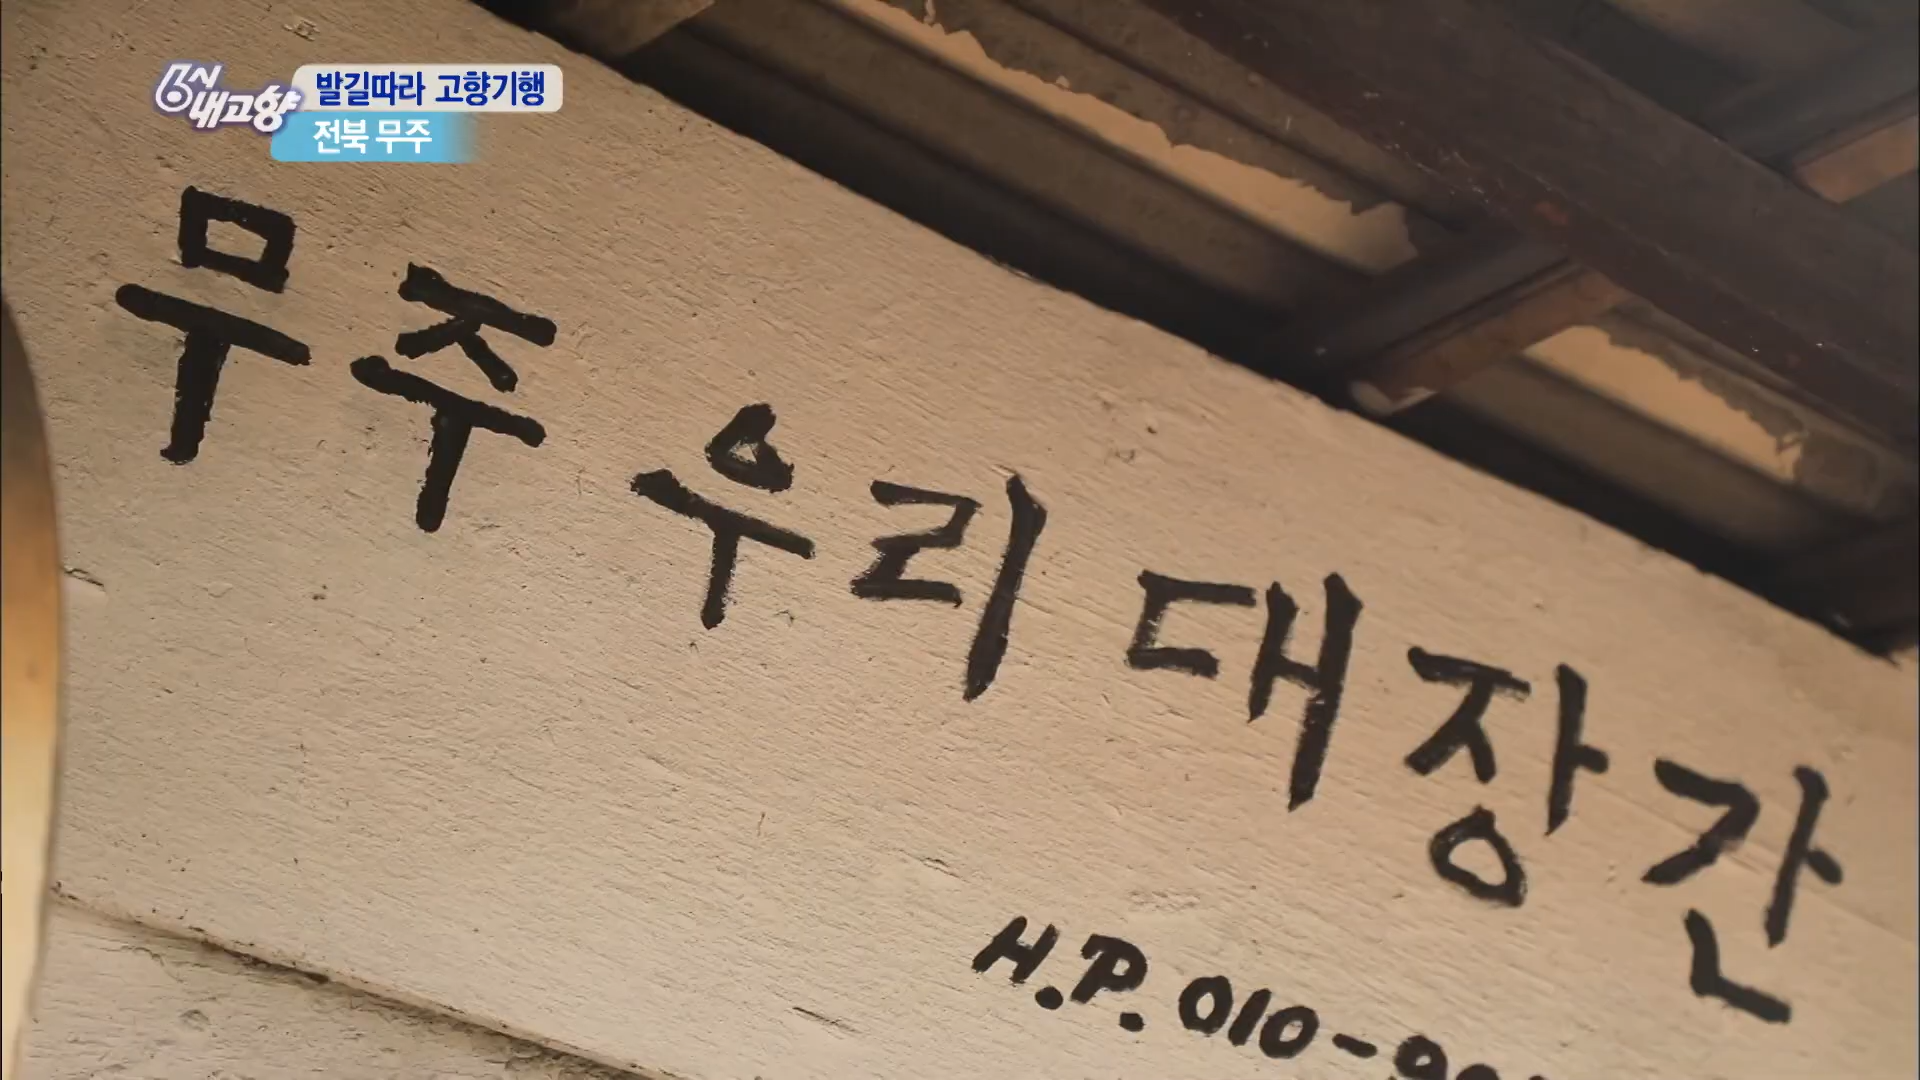 6시 내고향
발길따라 고향기행
전북 무주
무주 우리 대장간
H.P. 010-